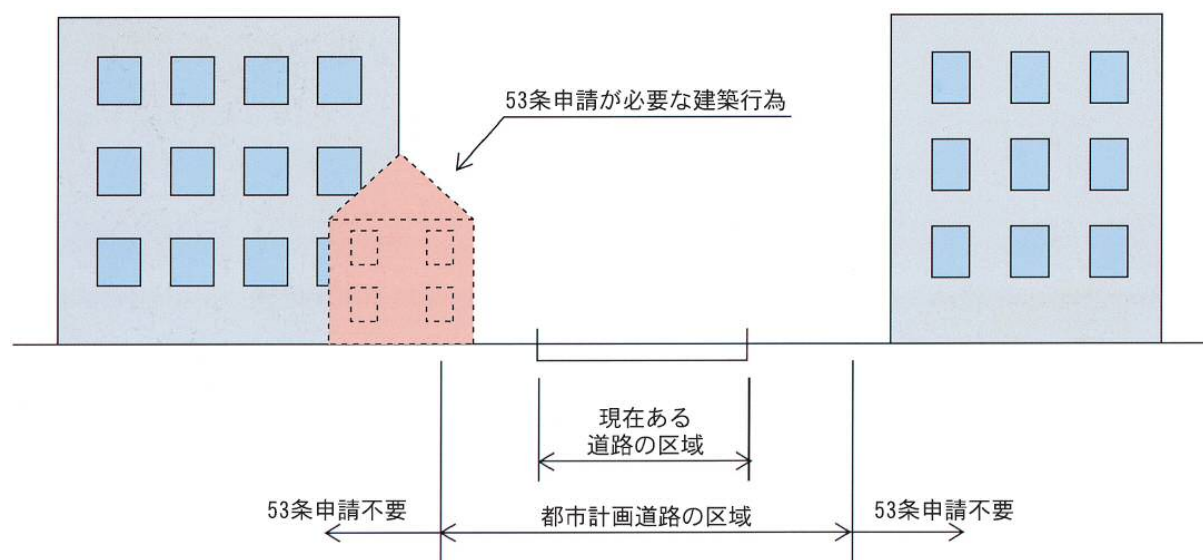 53条申請が必要な建築行為
現在ある
道路の区域
53条申請不要
都市計画道路の区域
53条申請不要